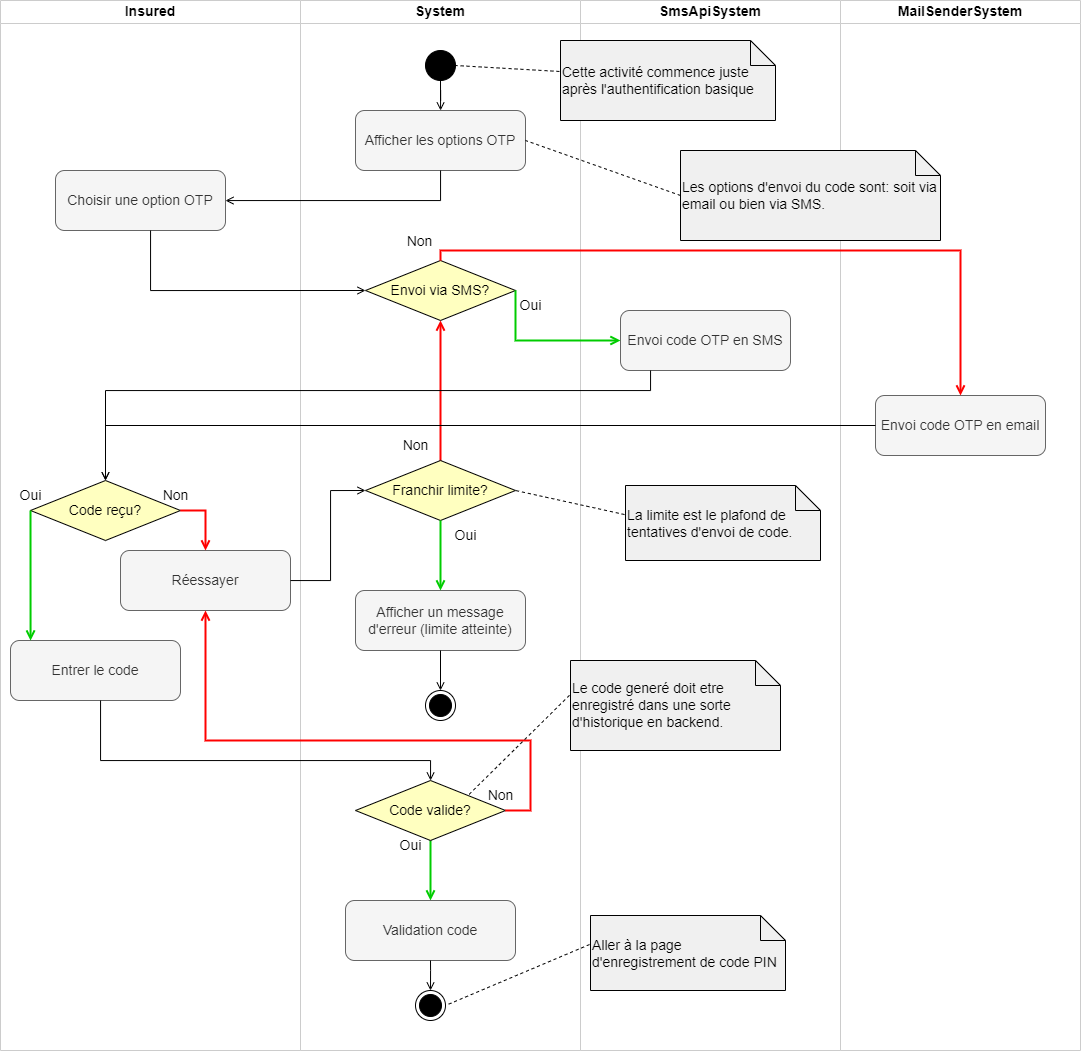 Insured
System
SmsApiSystem
MailSenderSystem
Cette activité commence juste
après l'authentification basique
Afficher les options OTP
Les options d'envoi du code sont: soit via
email ou bien via SMS.
Choisir une option OTP
Non
Envoi via SMS?
Oui
Envoi code OTP en SMS
Envoi code OTP en email
Non
Oui
Non
Code reçu?
Franchir limite?
La limite est le plafond de
tentatives d'envoi de code.
Oui
Réessayer
Afficher un message
d'erreur (limite atteinte)
Entrer le code
Le code generé doit etre
enregistré dans une sorte
d'historique en backend.
Non
Code valide?
Oui
Validation code
Aller à la page
d'enregistrement de code PIN